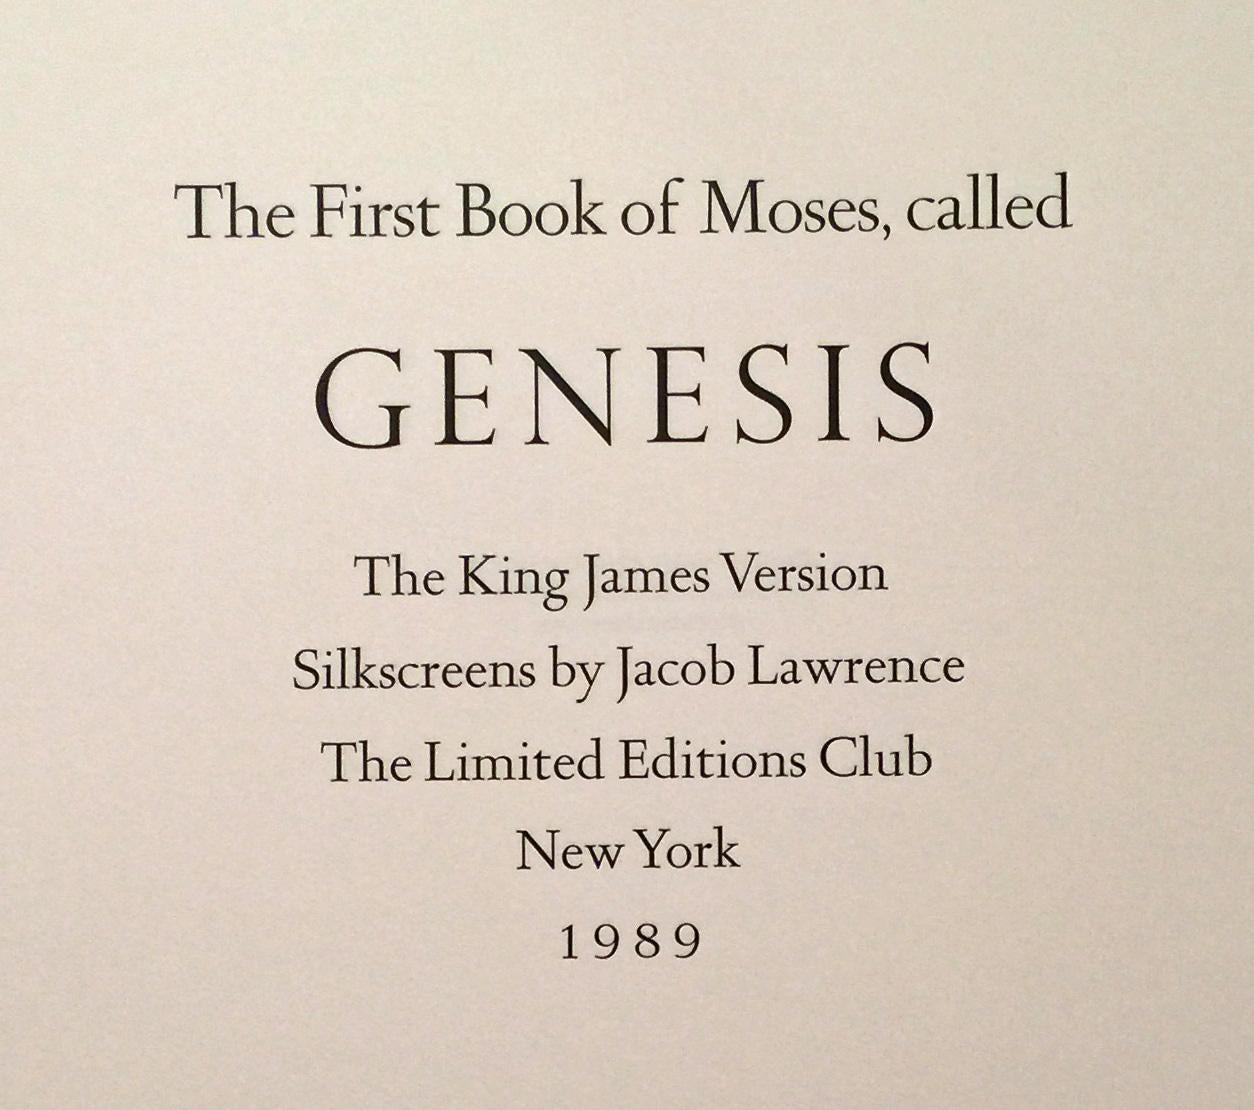 The First Book of Moses, called
GENESIS
The King James Version
Silkscreens by Jacob Lawrence
The Limited Editions Club
New York
1989